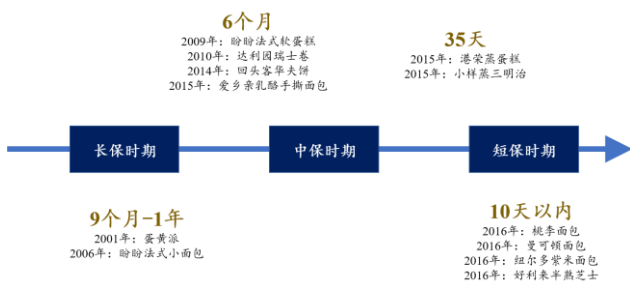 6个月
2009年：盼盼法式软蛋糕
2010年：达利园瑞士卷
2014年：回头客华夫饼
2015年：爱乡亲乳酪手撕面包
35天
2015年：港荣蒸蛋糕
2015年：小样蒸三明治
长保时期
中保时期
短保时期
9个月-1年
2001年：蛋黄派
2006年：盼盼法式小面包
10天以内
2016年：桃李面包
2016年：曼可顿面包
2016年：纽尔多紫米面包
2016年：好利来半熟芝士